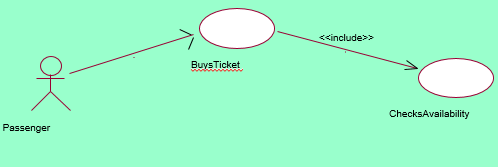 <<include>>
BuysTicket
ChecksAvailability
Passenger